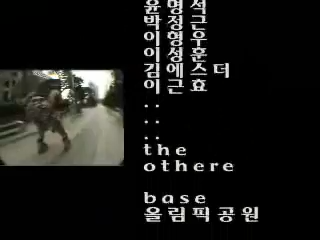 윤명석
박정근
이형우
이성훈
김에스더
이근효
..
..
..
the
othere
base
올림픽공원